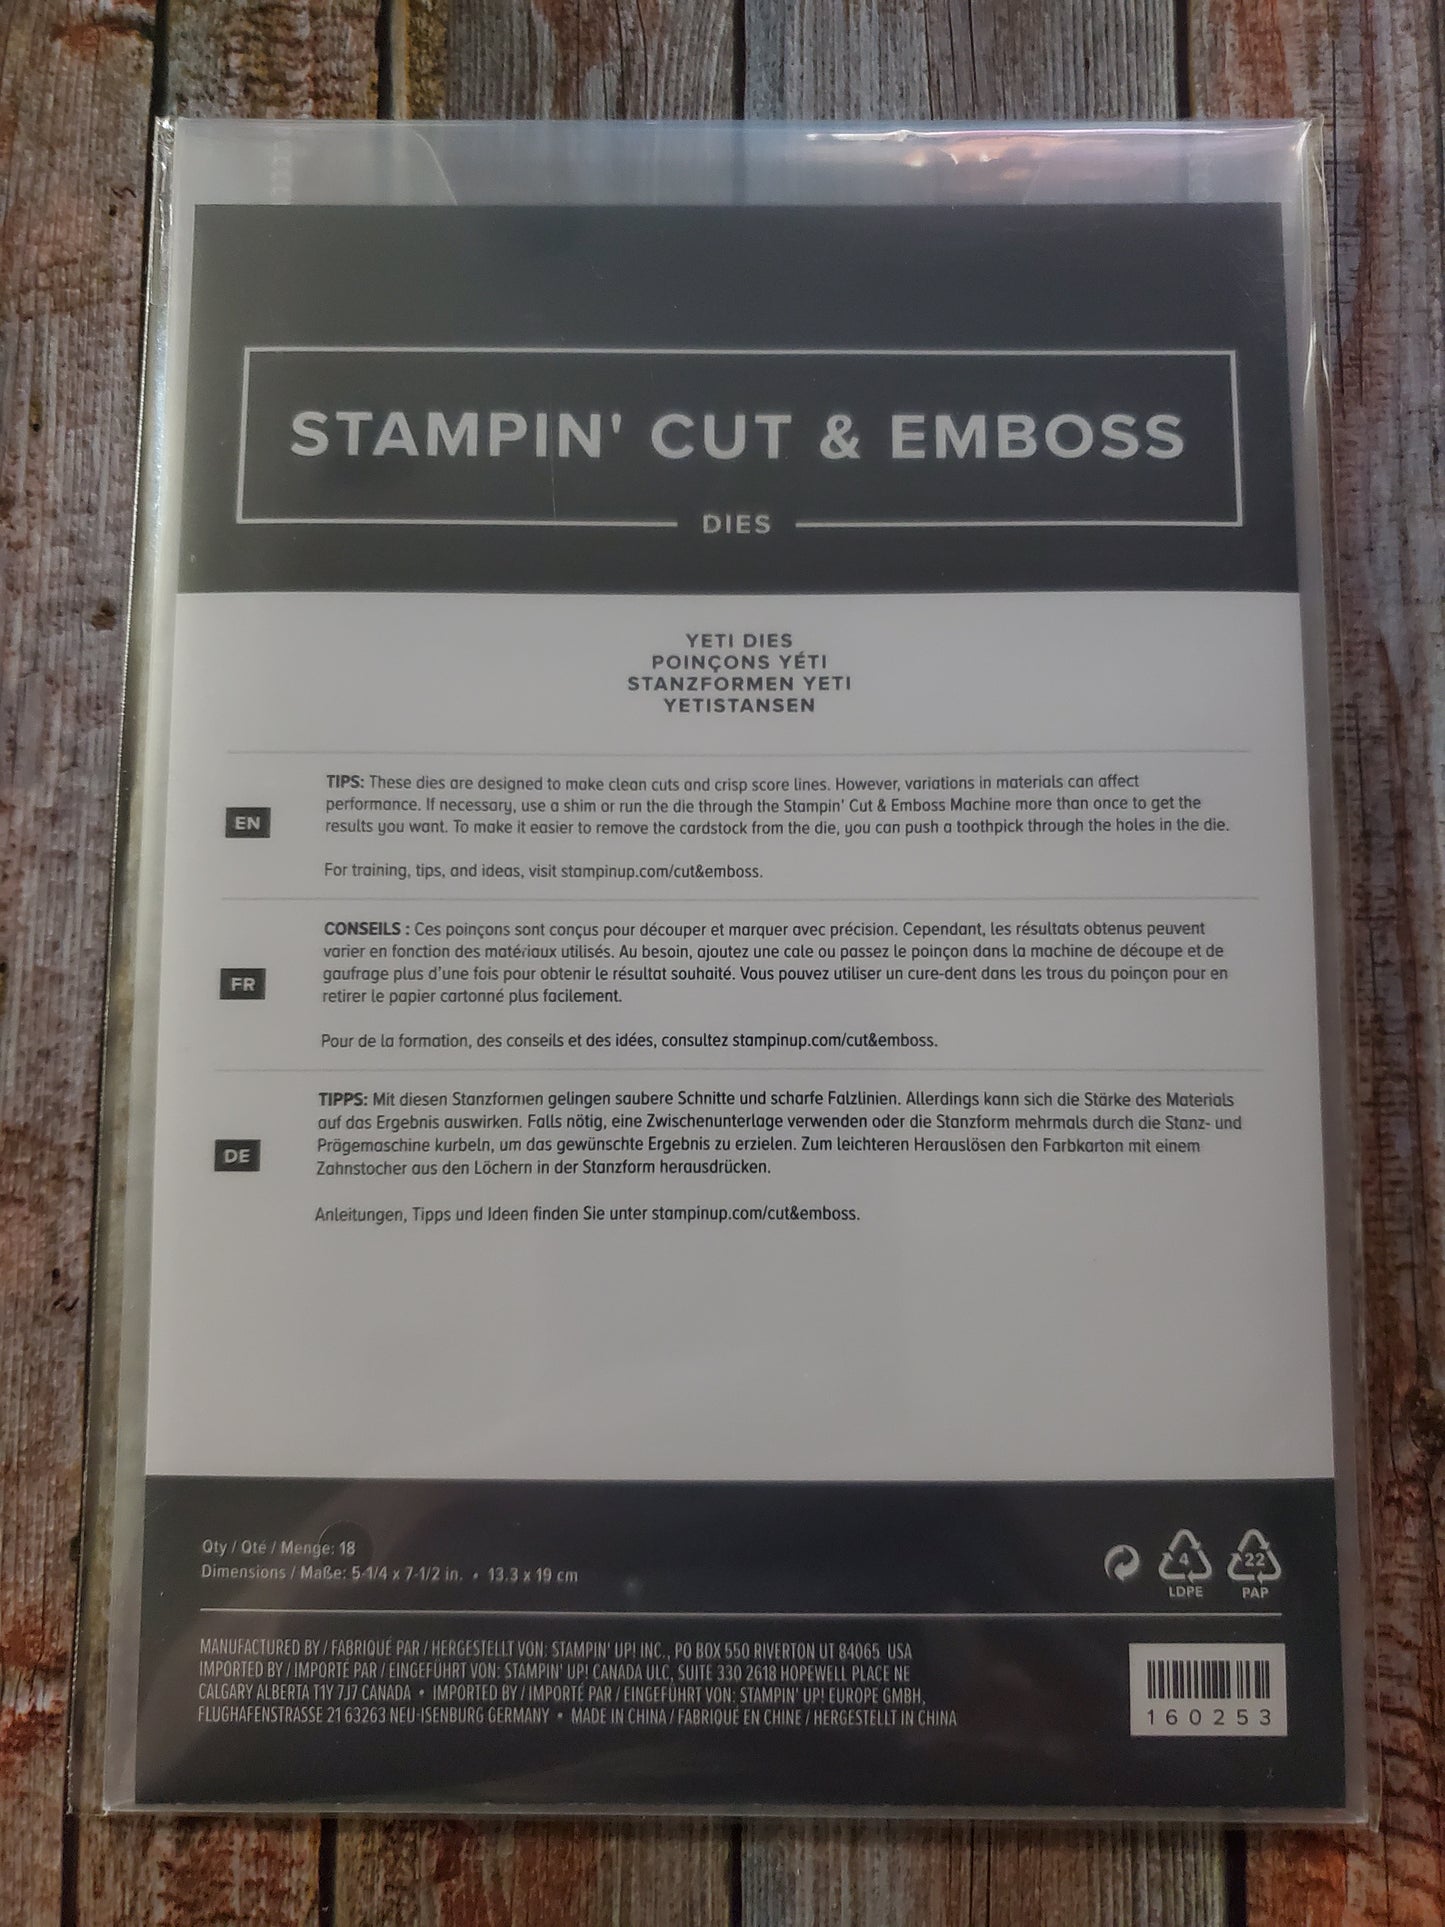 STAMPIN' CUT & EMBOSS
DIES
YETI DIES
POINÇONS YÉTI
STANZFORMEN YETI
YETISTANSEN
EN
TIPS: These dies are designed to make clean cuts and crisp score lines. However, variations in materials can affect
performance. If necessary, use a shim or run the die through the Stampin' Cut & Emboss Machine more than once to get the
results you want. To make it easier to remove the cardstock from the die, you can push a toothpick through the holes in the die.
For training, tips, and ideas, visit stampinup.com/cut&emboss.
FR
CONSEILS : Ces poinçons sont conçus pour découper et marquer avec précision. Cependant, les résultats obtenus peuvent
varier en fonction des matériaux utilisés. Au besoin, ajoutez une cale ou passez le poinçon dans la machine de découpe et de
gaufrage plus d'une fois pour obtenir le résultat souhaité. Vous pouvez utiliser un cure-dent dans les trous du poinçon pour en
retirer le papier cartonné plus facilement.
Pour de la formation, des conseils et des idées, consultez stampinup.com/cut&emboss.
DE
TIPPS: Mit diesen Stanzformen gelingen saubere Schnitte und scharfe Falzlinien. Allerdings kann sich die Stärke des Materials
auf das Ergebnis auswirken. Falls nötig, eine Zwischenunterlage verwenden oder die Stanzform mehrmals durch die Stanz- und
Prägemaschine kurbeln, um das gewünschte Ergebnis zu erzielen. Zum leichteren Herauslösen den Farbkarton mit einem
Zahnstocher aus den Löchern in der Stanzform herausdrücken.
Anleitungen, Tipps und Ideen finden Sie unter stampinup.com/cut&emboss.
Qty / Qté / Menge: 18
Dimensions / Maße: 5-1/4 x 7-1/2 in. • 13.3 x 19 cm
4 22
LDPE PAP
MANUFACTURED BY / FABRIQUÉ PAR / HERGESTELLT VON: STAMPIN' UP! INC., PO BOX 550 RIVERTON UT 84065 USA
IMPORTED BY / IMPORTÉ PAR / EINGEFÜHRT VON: STAMPIN' UP! CANADA ULC, SUITE 330 2618 HOPEWELL PLACE NE
CALGARY ALBERTA T1Y 7J7 CANADA • IMPORTED BY / IMPORTÉ PAR / EINGEFÜHRT VON: STAMPIN' UP! EUROPE GMBH,
FLUGHAFENSTRASSE 21 63263 NEU-ISENBURG GERMANY • MADE IN CHINA / FABRIQUÉ EN CHINE / HERGESTELLT IN CHINA
160253